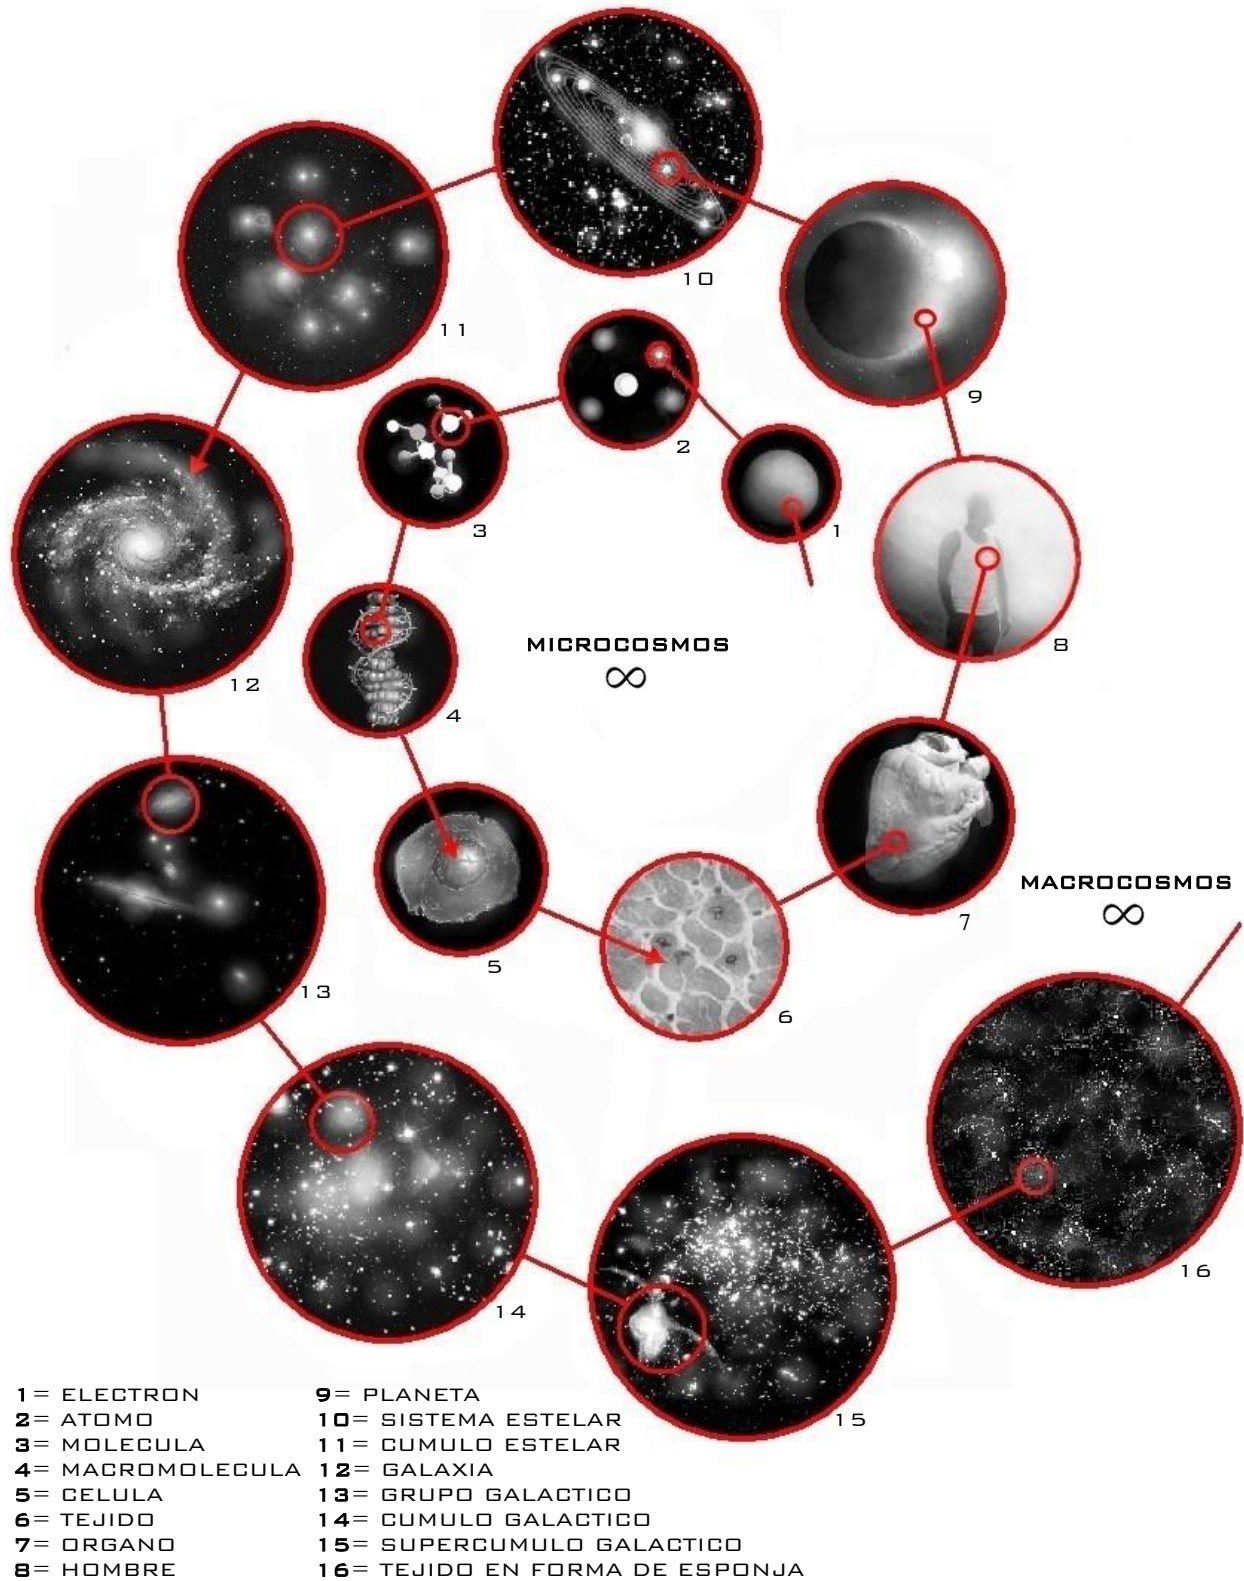 10
11
9
2
1
3
8
MICROCOSMOS
∞
12
4
MACROCOSMOS
∞
7
5
13
6
16
14
15
1= ELECTRON
2= ATOMO
3= MOLECULA
4= MACROMOLECULA
5= CELULA
6= TEJIDO
7= ORGANO
8= HOMBRE
9= PLANETA
10= SISTEMA ESTELAR
11= CUMULO ESTELAR
12= GALAXIA
13= GRUPO GALACTICO
14= CUMULO GALACTICO
15= SUPERCUMULO GALACTICO
16= TEJIDO EN FORMA DE ESPONJA